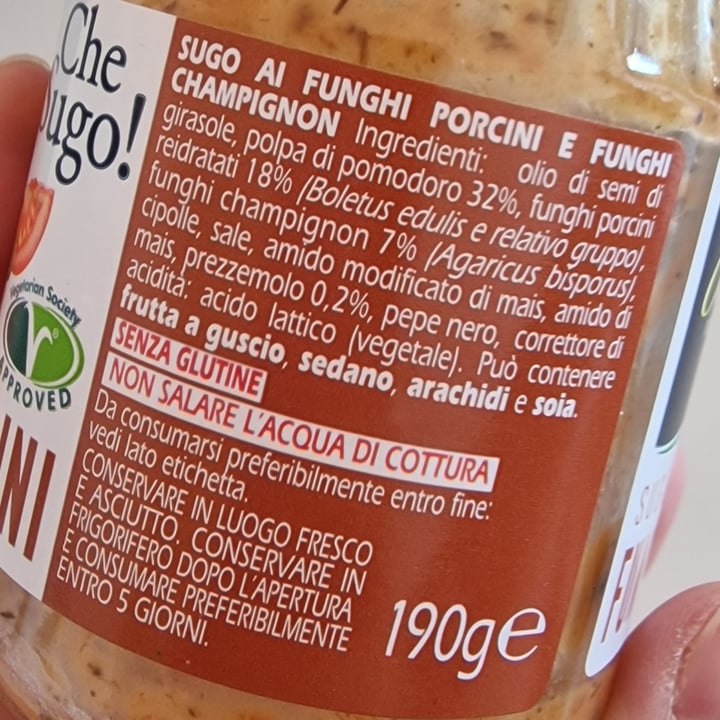 Che
Sugo!
Vegetarian Society
APPROVED
SUGO AI FUNGHI PORCINI E FUNGHI
CHAMPIGNON Ingredienti: olio di semi di
girasole, polpa di pomodoro 32%, funghi porcini
reidratati 18% (Boletus edulis e relativo gruppo),
funghi champignon 7% (Agaricus bisporus),
cipolle, sale, amido modificato di mais, amido di
mais, prezzemolo 0,2%, pepe nero, correttore di
acidità, acido lattico (vegetale). Può contenere
frutta a guscio, sedano, arachidi e soia.
SENZA GLUTINE
NON SALARE L'ACQUA DI COTTURA
Da consumarsi preferibilmente entro fine:
vedi lato etichetta.
CONSERVARE IN LUOGO FRESCO
E ASCIUTTO. CONSERVARE IN
FRIGORIFERO DOPO L'APERTURA
E CONSUMARE PREFERIBILMENTE
ENTRO 5 GIORNI.
190g e